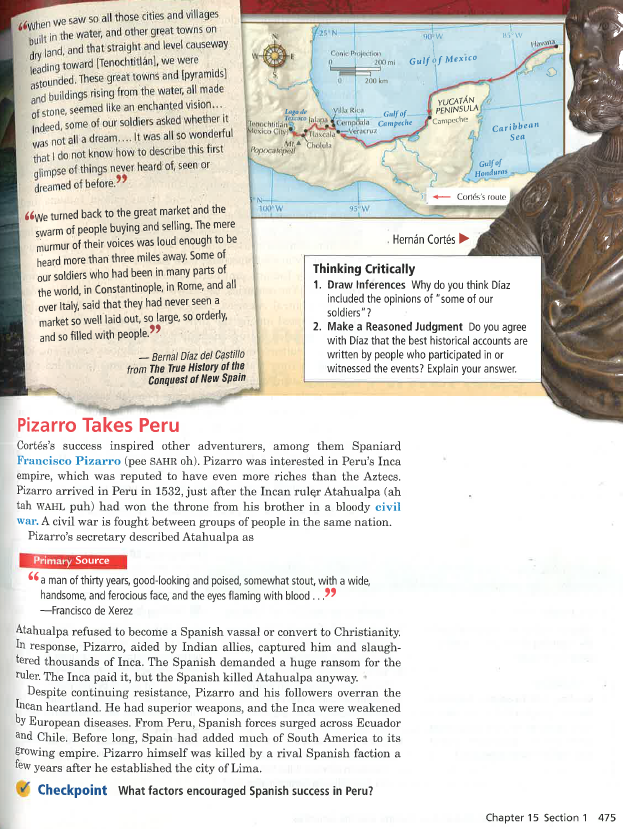 “When we saw so all those cities and villages
built in the water, and other great towns on
dry land, and that straight and level causeway
leading toward [Tenochtitlán], we were
astounded. These great towns and [pyramids]
and buildings rising from the water, all made
of stone, seemed like an enchanted vision...
Indeed, some of our soldiers asked whether it
was not all a dream.... It was all so wonderful
that I do not know how to describe this first
glimpse of things never heard of, seen or
dreamed of before.”
“We turned back to the great market and the
swarm of people buying and selling. The mere
murmur of their voices was loud enough to be
heard more than three miles away. Some of
our soldiers who had been in many parts of
the world, in Constantinople, in Rome, and all
over Italy, said that they had never seen a
market so well laid out, so large, so orderly,
and so filled with people.”
— Bernal Díaz del Castillo
from The True History of the
Conquest of New Spain
25°N
90°W
85°W
Havana
W
E
Conic Projection
0 200 mi
0 200 km
Gulf of Mexico
Lago de
Texcoco
Tenochtitlán
Mexico City
Jalapa
Villa Rica
Cempoala
Veracruz
Tlaxcala
Mt.
Popocatépetl
Cholula
Gulf of
Campeche
YUCATÁN
PENINSULA
Campeche
Caribbean
Sea
Gulf of
Honduras
100°W
95°W
Cortés's route
Hernán Cortés
Thinking Critically
1. Draw Inferences Why do you think Díaz
included the opinions of “some of our
soldiers”?
2. Make a Reasoned Judgment Do you agree
with Díaz that the best historical accounts are
written by people who participated in or
witnessed the events? Explain your answer.
Pizarro Takes Peru
Cortés's success inspired other adventurers, among them Spaniard
Francisco Pizarro (pee SAHR oh). Pizarro was interested in Peru's Inca
empire, which was reputed to have even more riches than the Aztecs.
Pizarro arrived in Peru in 1532, just after the Incan ruler Atahualpa (ah
tah WAHL puh) had won the throne from his brother in a bloody civil
war. A civil war is fought between groups of people in the same nation.
Pizarro's secretary described Atahualpa as
Primary Source
“a man of thirty years, good-looking and poised, somewhat stout, with a wide,
handsome, and ferocious face, and the eyes flaming with blood...”
—Francisco de Xerez
Atahualpa refused to become a Spanish vassal or convert to Christianity.
In response, Pizarro, aided by Indian allies, captured him and slaugh-
tered thousands of Inca. The Spanish demanded a huge ransom for the
ruler. The Inca paid it, but the Spanish killed Atahualpa anyway.
Despite continuing resistance, Pizarro and his followers overran the
Incan heartland. He had superior weapons, and the Inca were weakened
by European diseases. From Peru, Spanish forces surged across Ecuador
and Chile. Before long, Spain had added much of South America to its
growing empire. Pizarro himself was killed by a rival Spanish faction a
few years after he established the city of Lima.
Checkpoint What factors encouraged Spanish success in Peru?
Chapter 15 Section 1 475